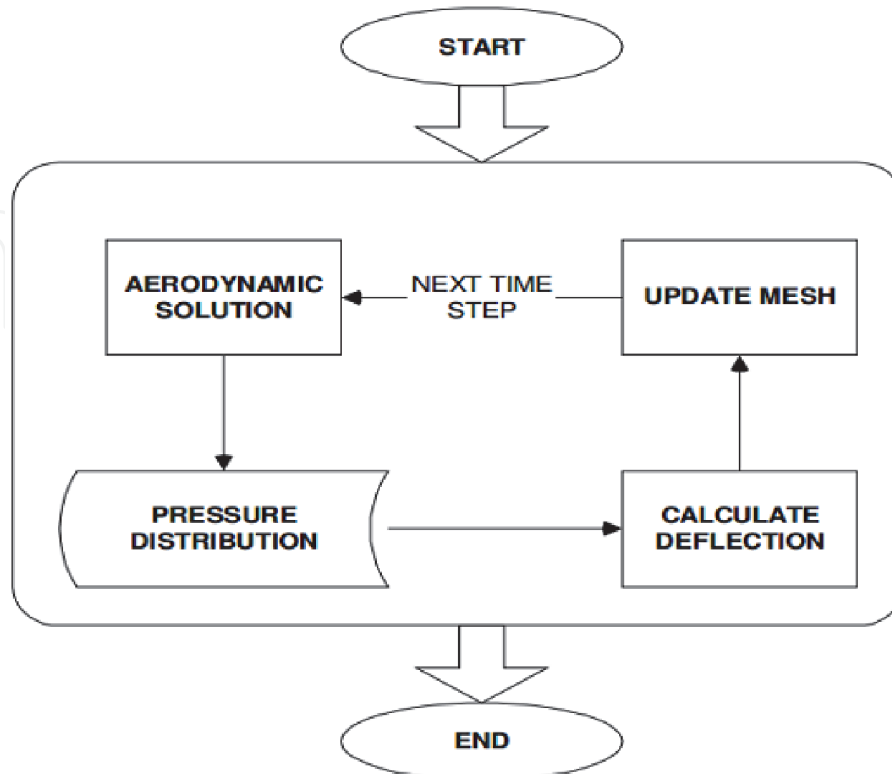 START
AERODYNAMIC
SOLUTION
NEXT TIME
STEP
UPDATE MESH
PRESSURE
DISTRIBUTION
CALCULATE
DEFLECTION
END